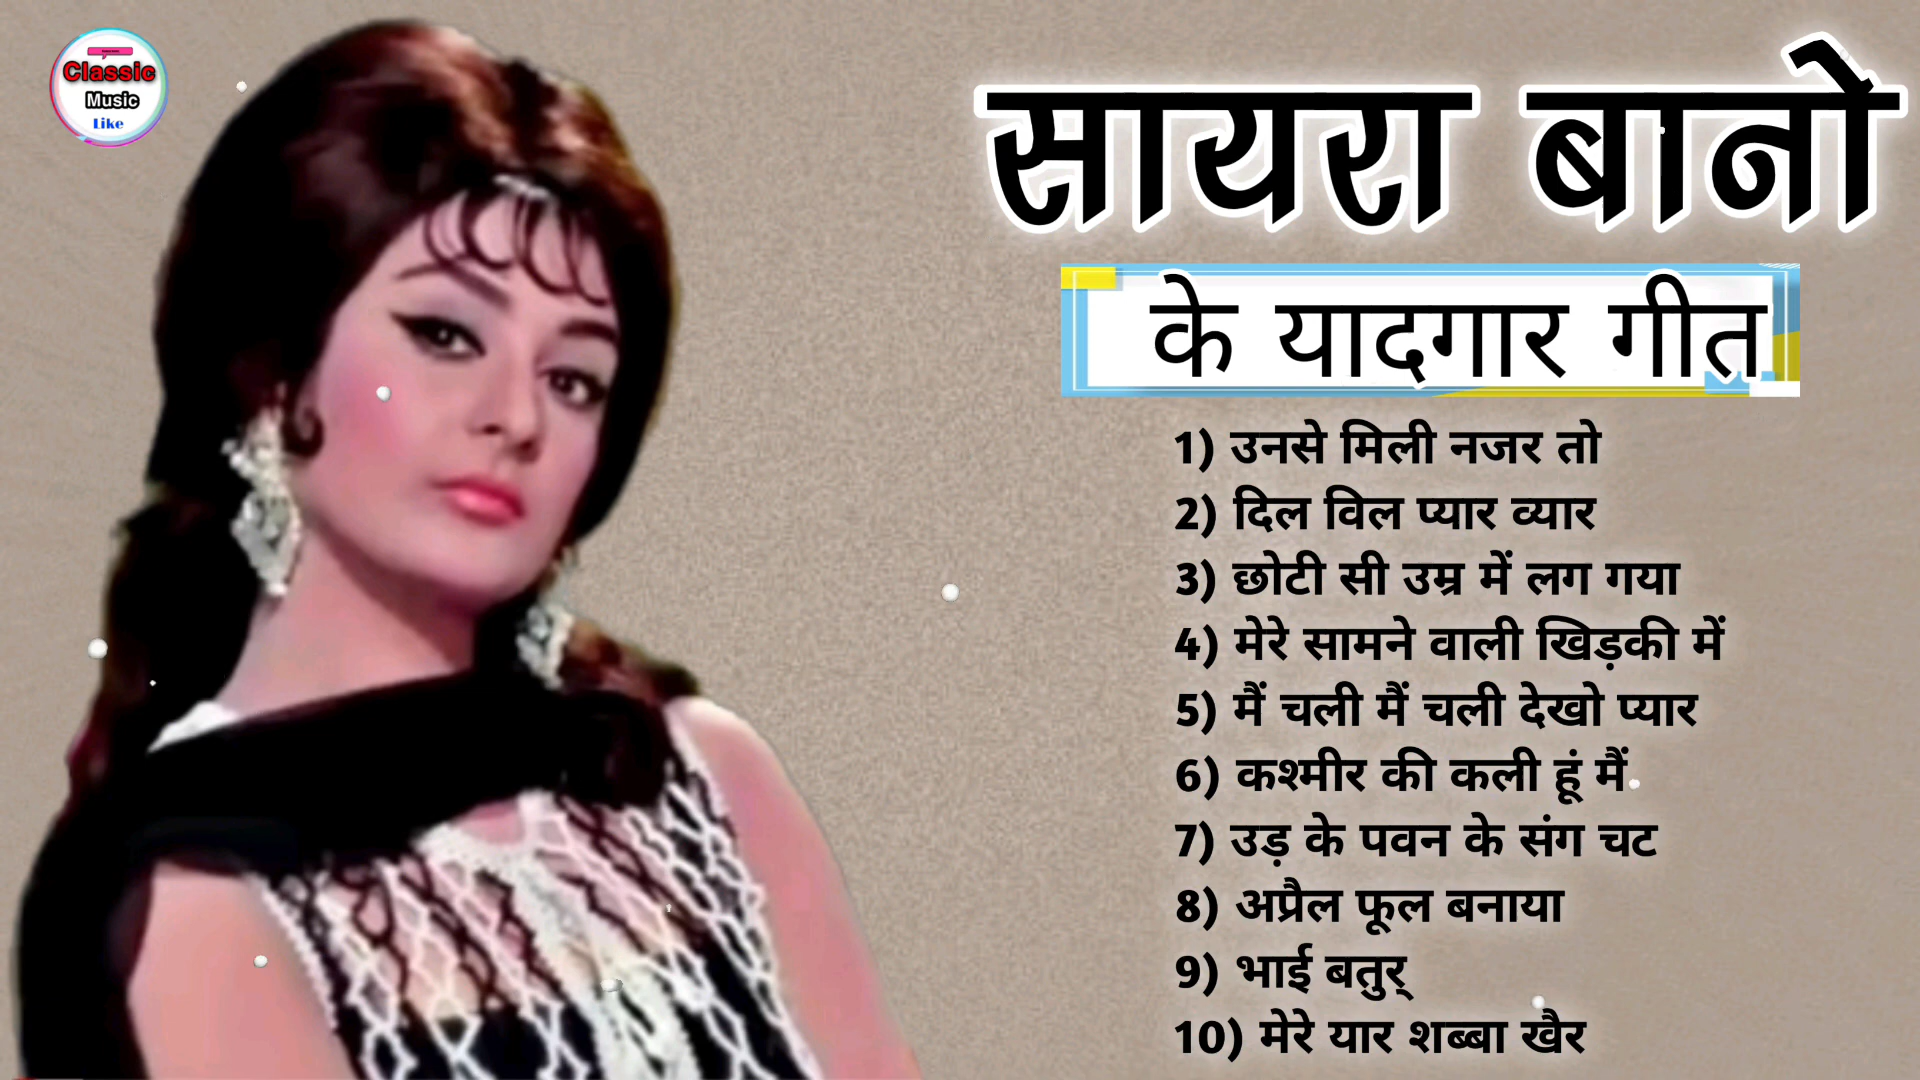 Classic
Music
Like
सायरा बानो
के यादगार गीत
1) उनसे मिली नजर तो
2) दिल विल प्यार व्यार
3) छोटी सी उम्र में लग गया
4) मेरे सामने वाली खिड़की में
5) मैं चली मैं चली देखो प्यार
6) कश्मीर की कली हूं मैं
7) उड़ के पवन के संग चट
8) अप्रैल फूल बनाया
9) भाई बतुर्
10) मेरे यार शब्बा खैर